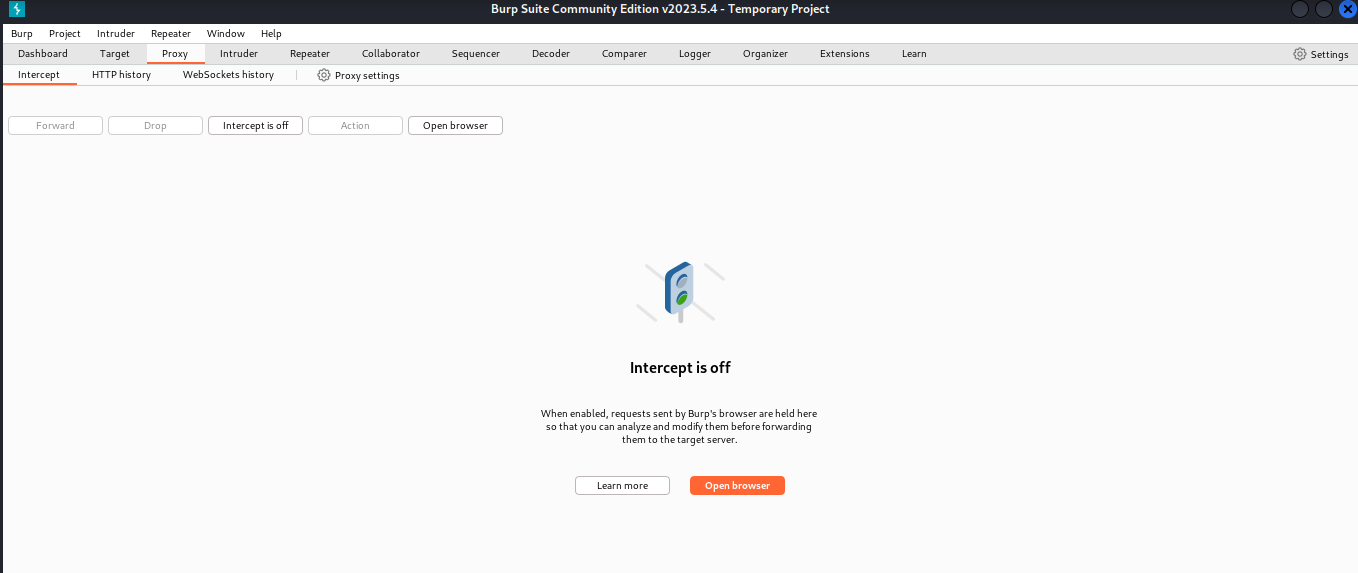 Burp Suite Community Edition v2023.5.4 - Temporary Project
Burp Project Intruder Repeater Window Help
Dashboard Target Proxy Intruder Repeater Collaborator Sequencer Decoder Comparer Logger Organizer Extensions Learn Settings
Intercept HTTP history WebSockets history Proxy settings
Forward Drop Intercept is off Action Open browser
Intercept is off
When enabled, requests sent by Burp's browser are held here
so that you can analyze and modify them before forwarding
them to the target server.
Learn more Open browser